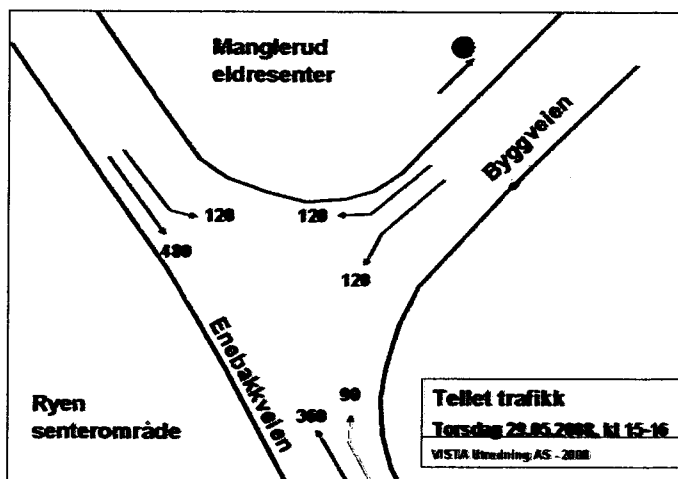 Manglerud
eldresenter
Byggveien
120
120
480
120
Enebakkveien
Ryen
senterområde
360
90
Tellet trafikk
Torsdag 29.05.2008, kl 15-16
VISTA Utredning AS - 2008